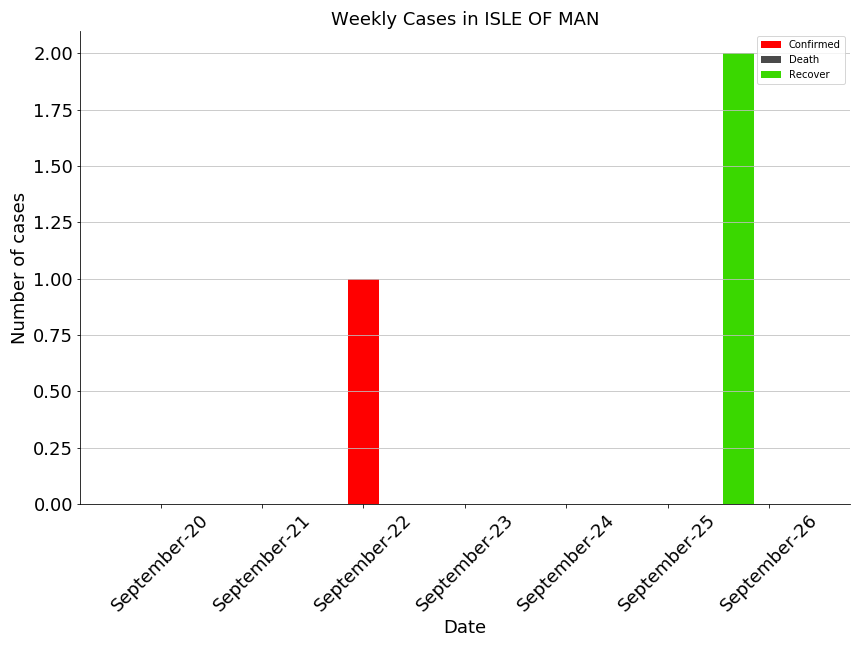 Weekly Cases in ISLE OF MAN
Confirmed
Death
Recover
Number of cases
2.00
1.75
1.50
1.25
1.00
0.75
0.50
0.25
0.00
September-20
September-21
September-22
September-23
September-24
September-25
September-26
Date